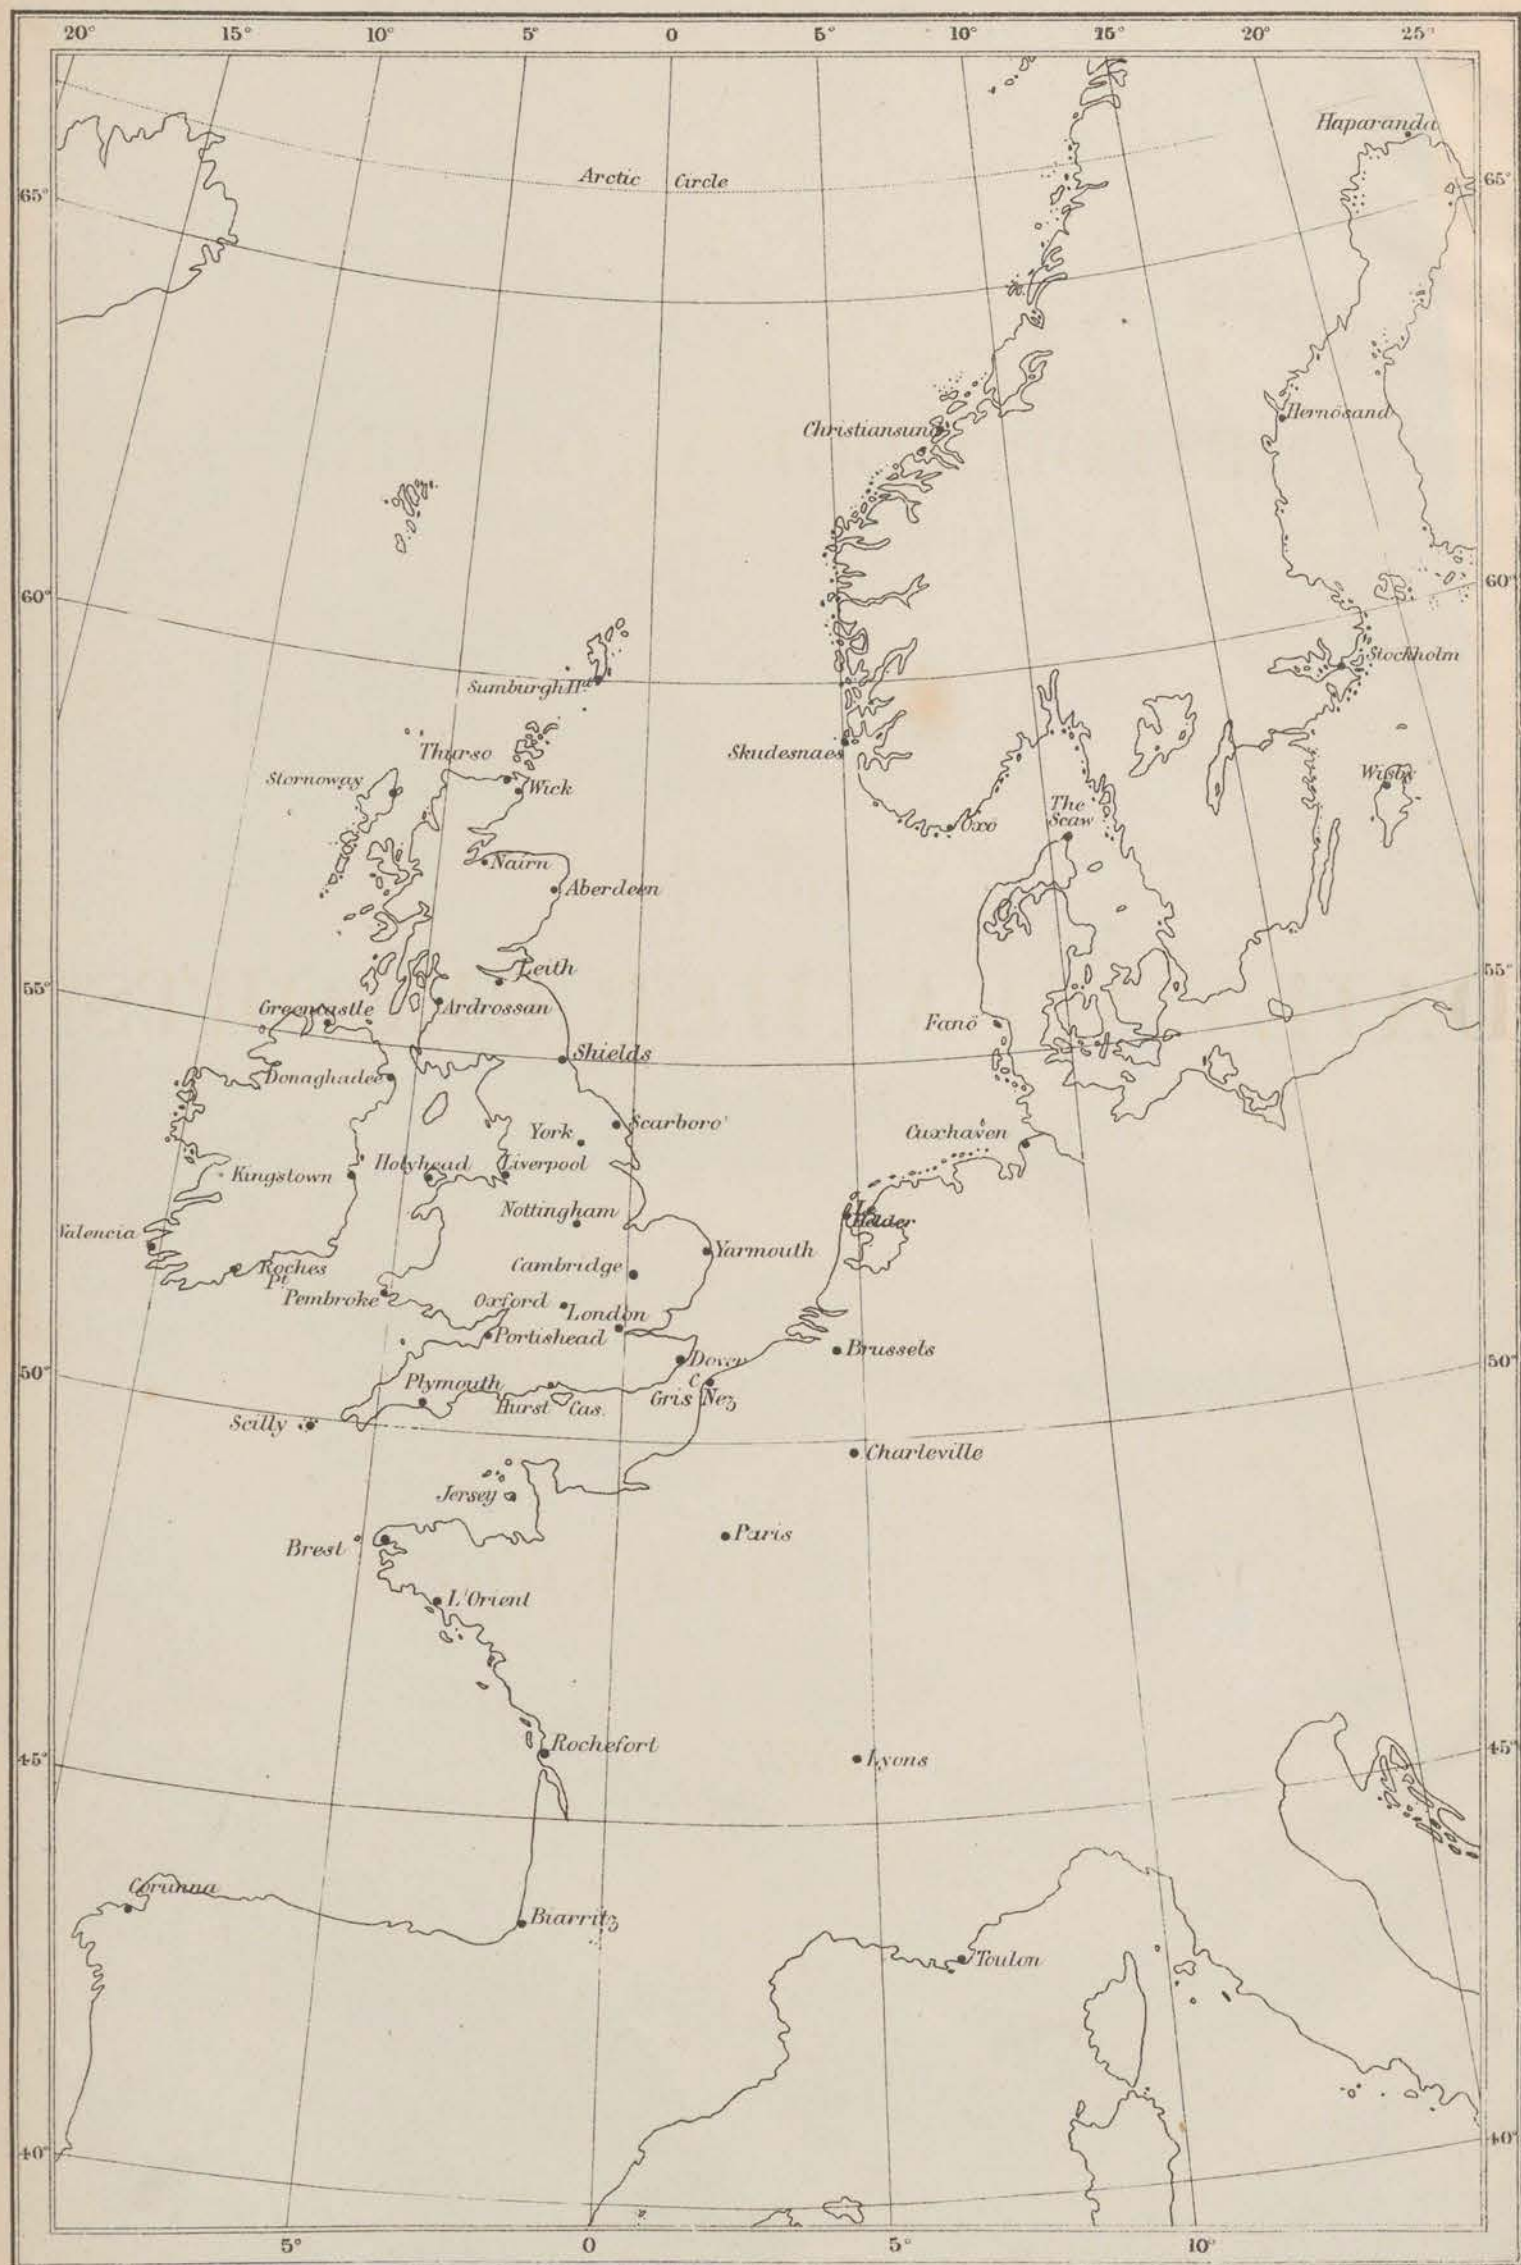 20° 15° 10° 5° 0 5° 10° 15° 20° 25°
Haparanda
Arctic Circle
65° 65°
Hernösand
Christiansund
60° 60°
Stockholm
Sumburgh Hd
Skudesnaes
Thurso
Stornoway
Wick
Wisby
The
Scaw
Oxö
Nairn
Aberdeen
Leith
55° 55°
Greencastle
Ardrossan
Fanö
Shields
Donaghadee
Scarboro'
York
Cuxhaven
Kingstown
Holyhead
Liverpool
Nottingham
Helder
Valencia
Yarmouth
Cambridge
Roches
Pt.
Pembroke
Oxford
London
Portishead
Brussels
Dover
50° 50°
Plymouth
C
Gris Nez
Hurst Cas.
Scilly
Charleville
Jersey
Paris
Brest
L'Orient
Rochefort
45° 45°
Lyons
Corunna
Biarritz
Toulon
40° 40°
5° 0 5° 10°